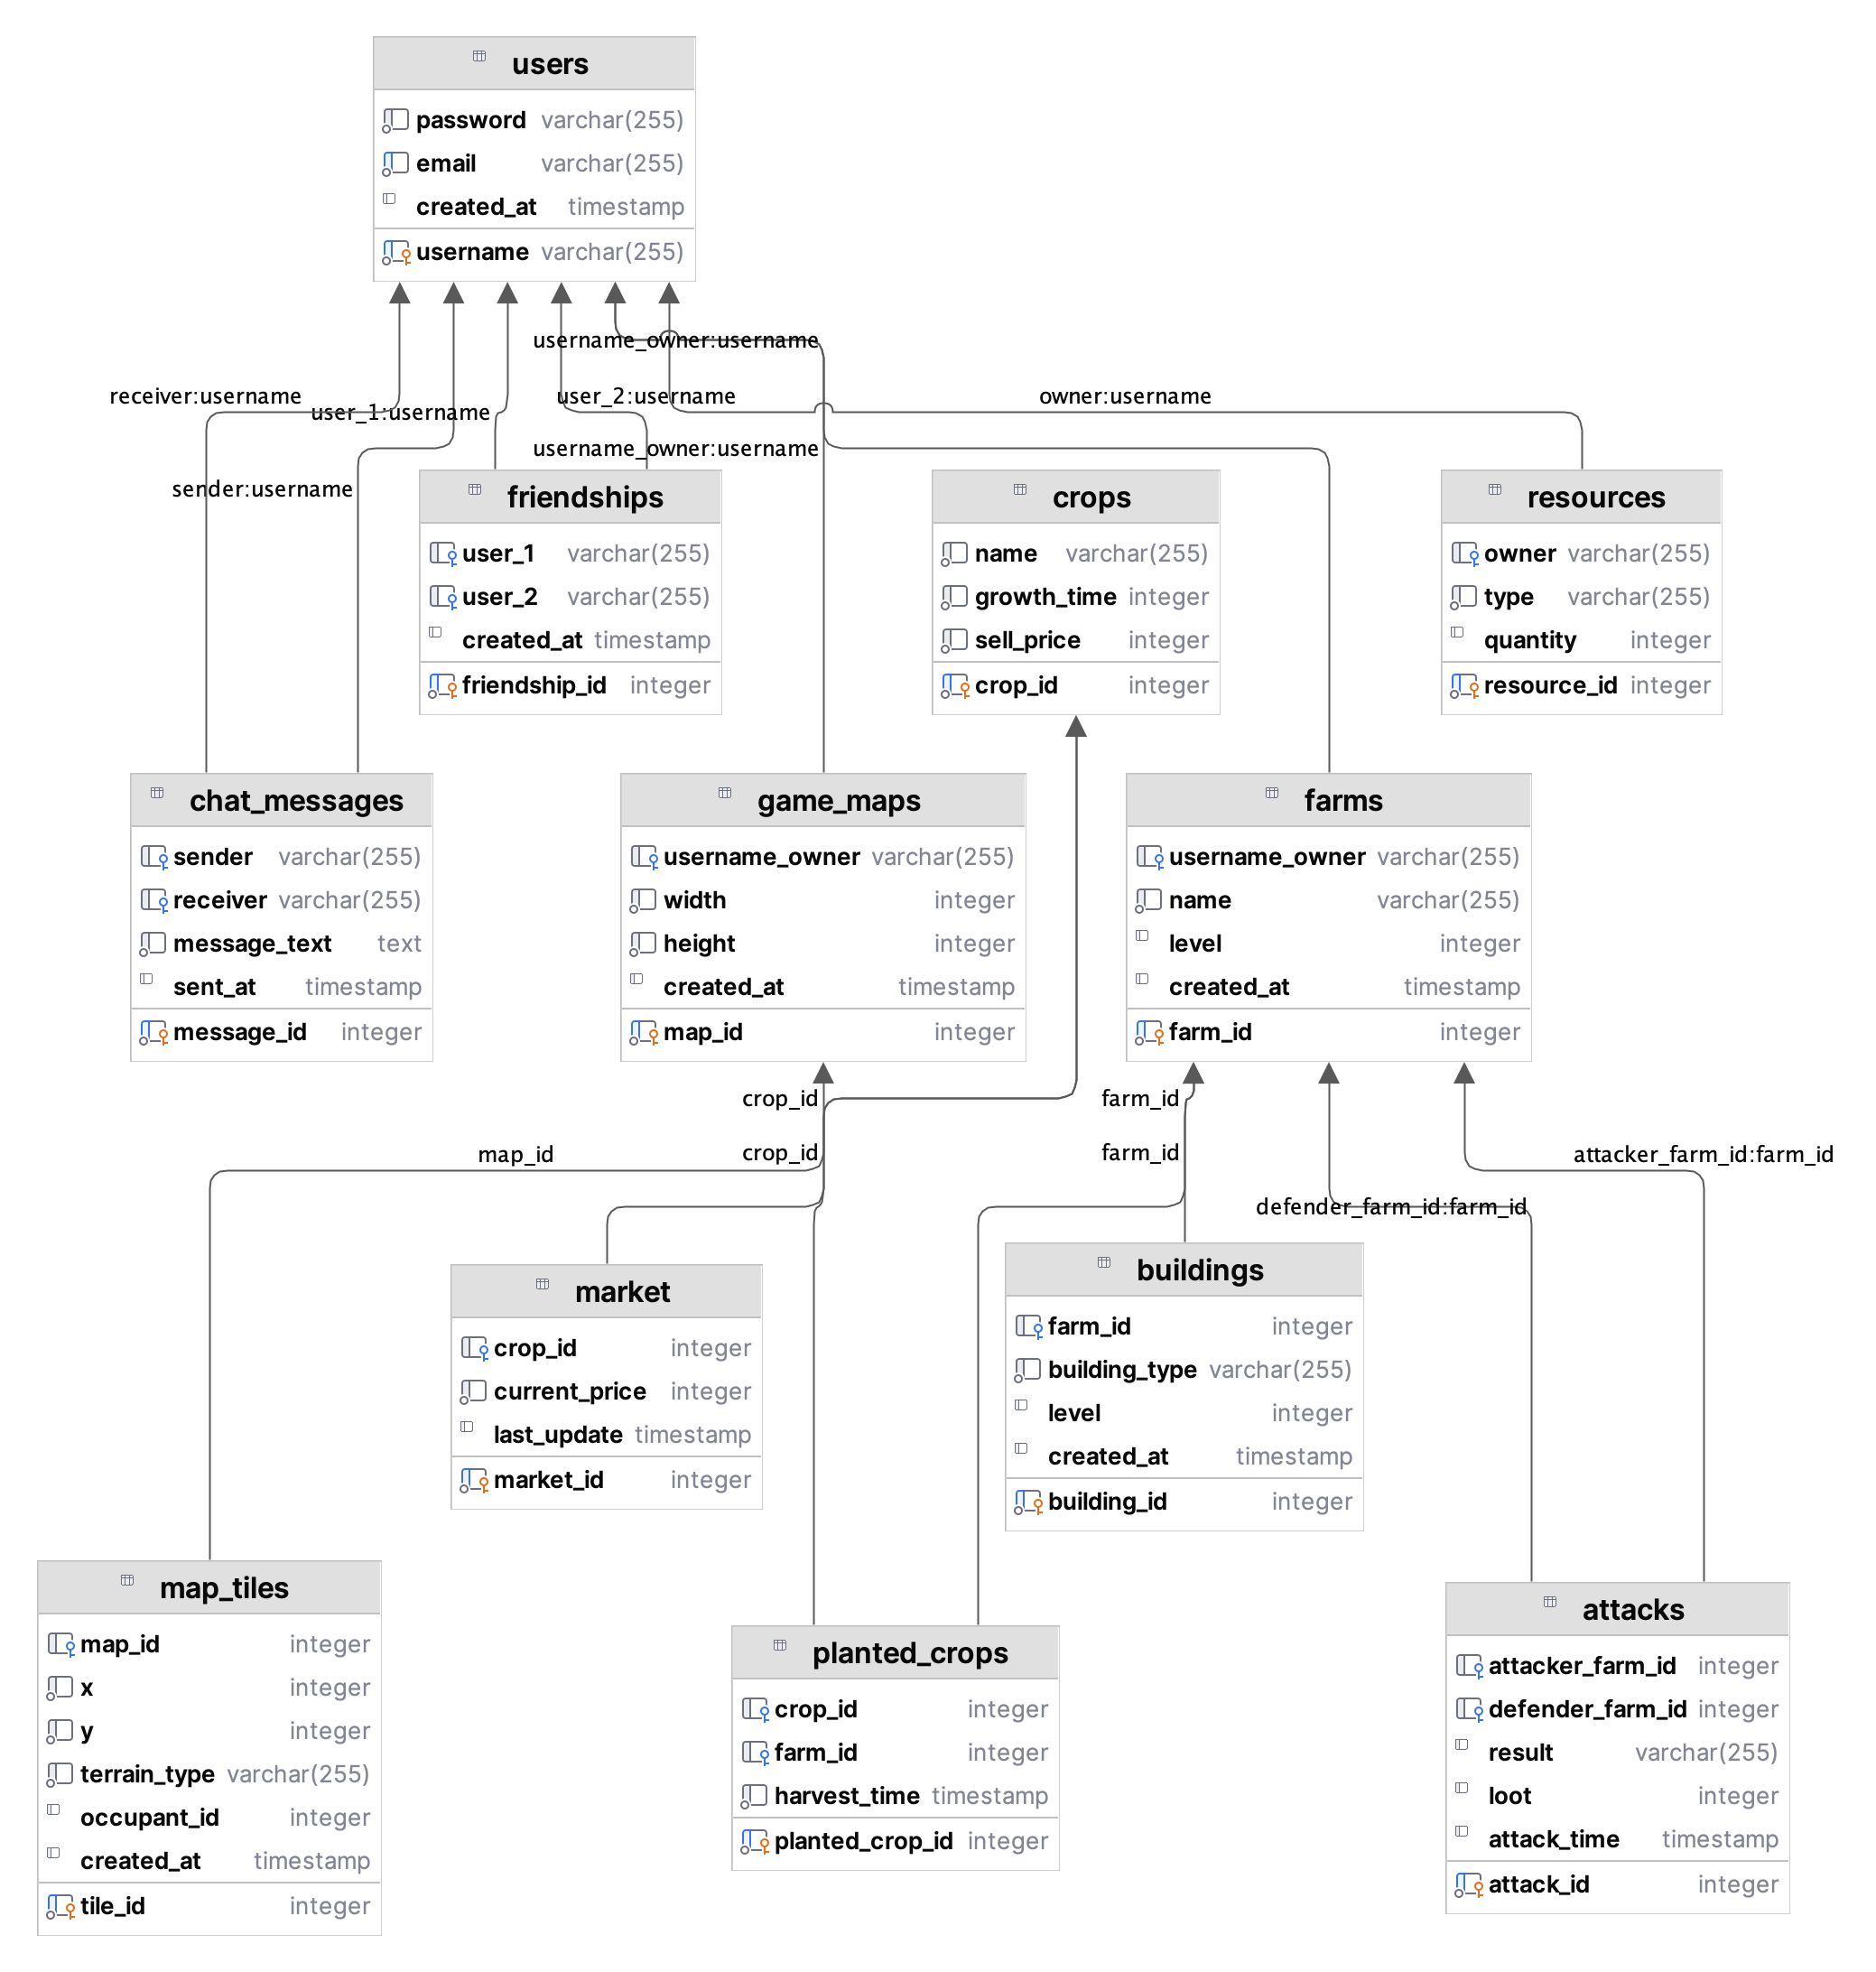 users
password varchar(255)
email varchar(255)
created_at timestamp
username varchar(255)
username_owner:username
receiver:username
user_1:username
user_2:username
owner:username
username_owner:username
sender:username
friendships
user_1 varchar(255)
user_2 varchar(255)
created_at timestamp
friendship_id integer
crops
name varchar(255)
growth_time integer
sell_price integer
crop_id integer
resources
owner varchar(255)
type varchar(255)
quantity integer
resource_id integer
chat_messages
sender varchar(255)
receiver varchar(255)
message_text text
sent_at timestamp
message_id integer
game_maps
username_owner varchar(255)
width integer
height integer
created_at timestamp
map_id integer
farms
username_owner varchar(255)
name varchar(255)
level integer
created_at timestamp
farm_id integer
crop_id
farm_id
map_id
crop_id
farm_id
attacker_farm_id:farm_id
defender_farm_id:farm_id
market
crop_id integer
current_price integer
last_update timestamp
market_id integer
buildings
farm_id integer
building_type varchar(255)
level integer
created_at timestamp
building_id integer
map_tiles
map_id integer
x integer
y integer
terrain_type varchar(255)
occupant_id integer
created_at timestamp
tile_id integer
planted_crops
crop_id integer
farm_id integer
harvest_time timestamp
planted_crop_id integer
attacks
attacker_farm_id integer
defender_farm_id integer
result varchar(255)
loot integer
attack_time timestamp
attack_id integer